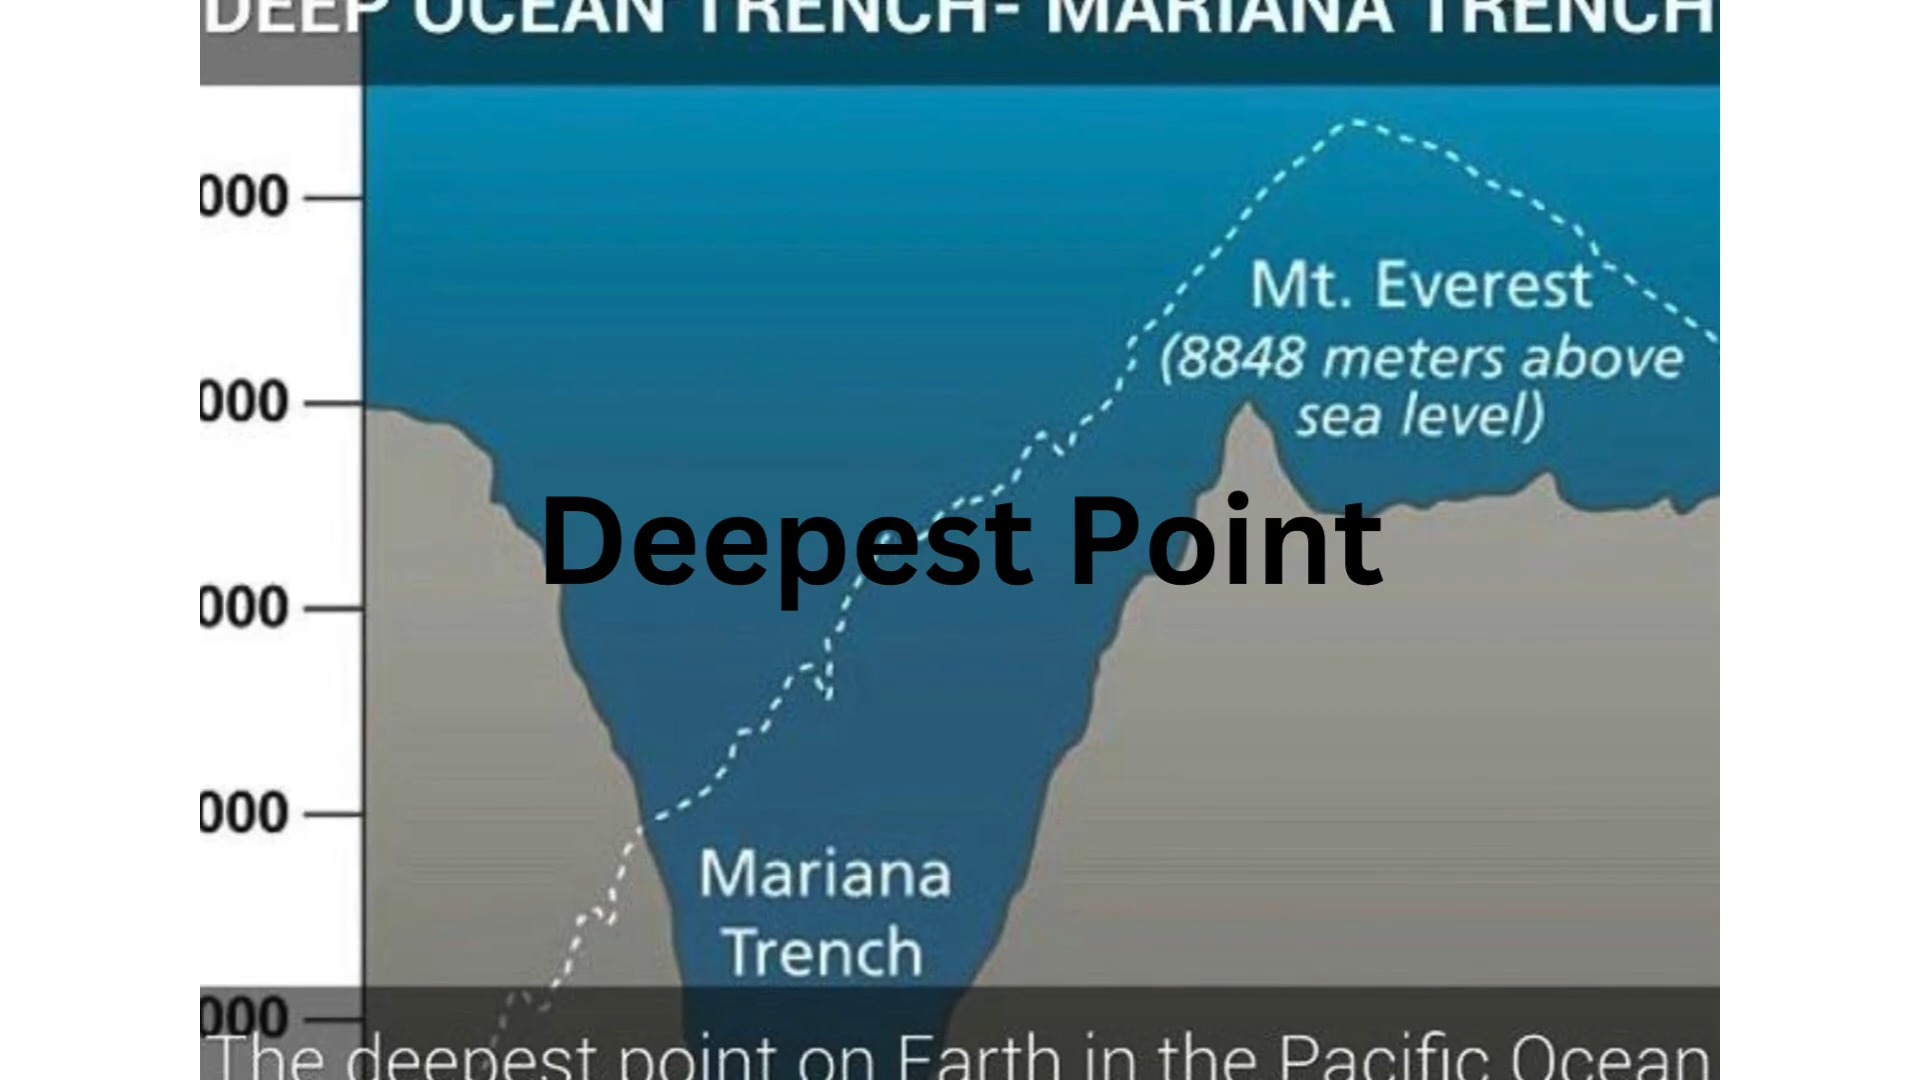 DEEP OCEAN TRENCH- MARIANA TRENCH
000
000
Mt. Everest
(8848 meters above
sea level)
Deepest Point
000
000
Mariana
Trench
000
The deepest point on Earth in the Pacific Ocean